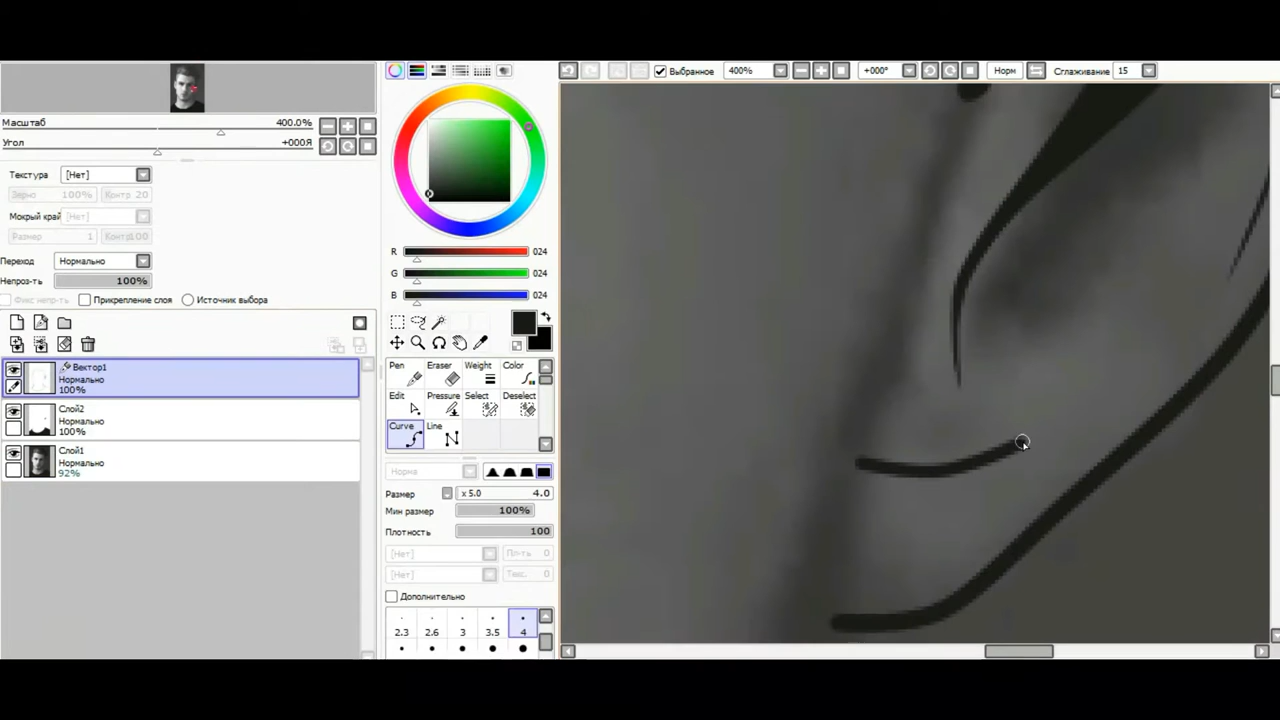 Масштаб 400.0%
Угол +000Я
Текстура [Нет]
Зерно 100% Контр 20
Мокрый край [Нет]
Размер 1 Контр100
Переход Нормально
Непроз-ть 100%
Фикс непр-ть Прикрепление слоя Источник выбора
Вектор1
Нормально
100%
Слой2
Нормально
100%
Слой1
Нормально
92%
R 024
G 024
B 024
Pen Eraser Weight Color
Edit Pressure Select Deselect
Curve Line
Норма
Размер x 5.0 4.0
Мин размер 100%
Плотность 100
[Нет] Пл-ть 0
[Нет] Текс. 0
Дополнительно
2.3 2.6 3 3.5 4
Выбранное 400% +000° Норм Сглаживание 15